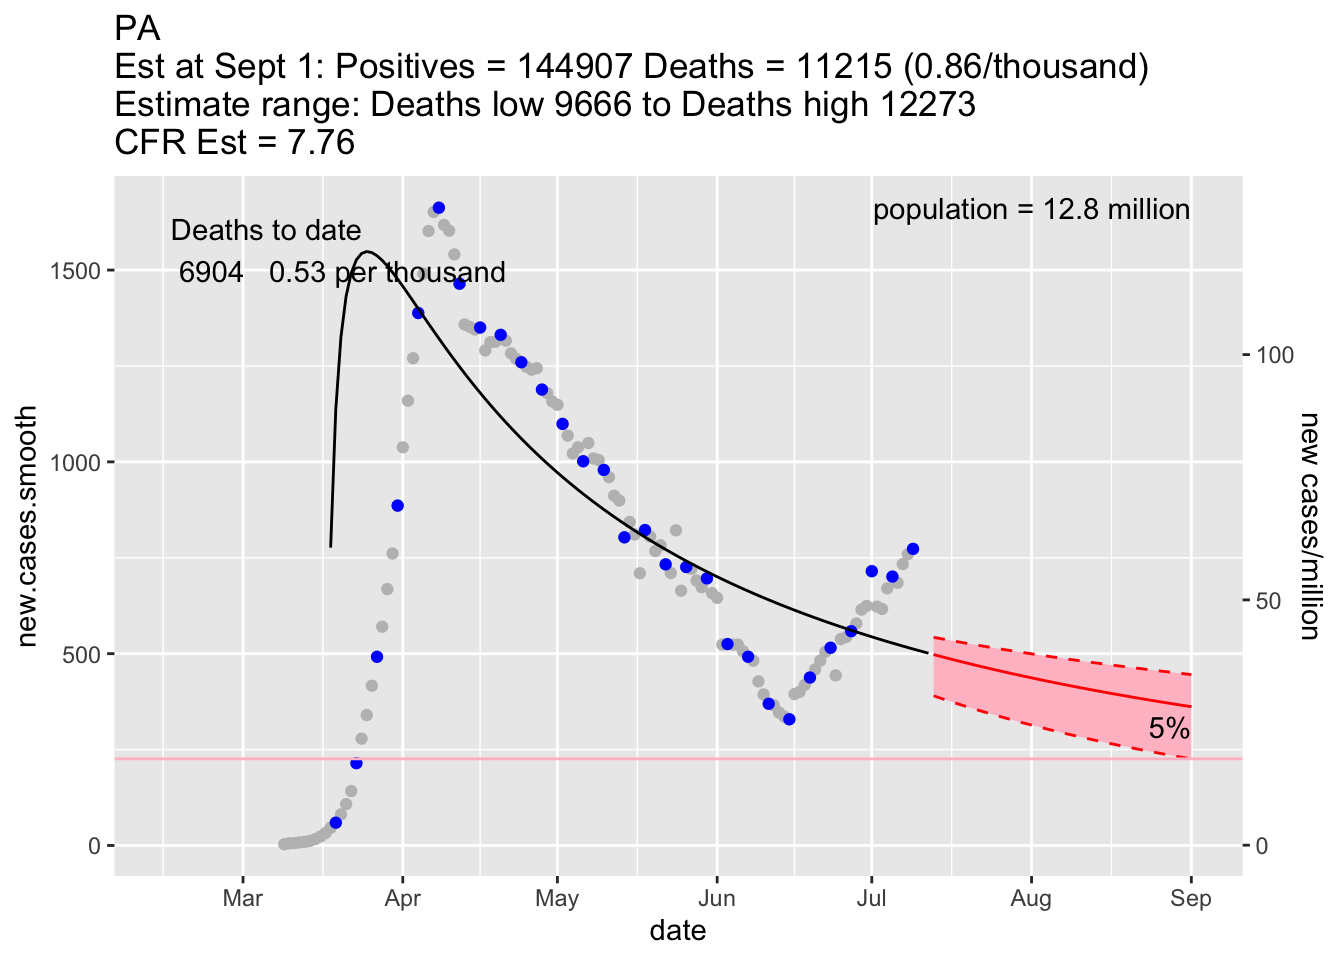 PA
Est at Sept 1: Positives = 144907 Deaths = 11215 (0.86/thousand)
Estimate range: Deaths low 9666 to Deaths high 12273
CFR Est = 7.76
Deaths to date
6904 0.53 per thousand
population = 12.8 million
1500
1000
500
0
new.cases.smooth
100
50
0
new cases/million
5%
Mar
Apr
May
Jun
Jul
Aug
Sep
date